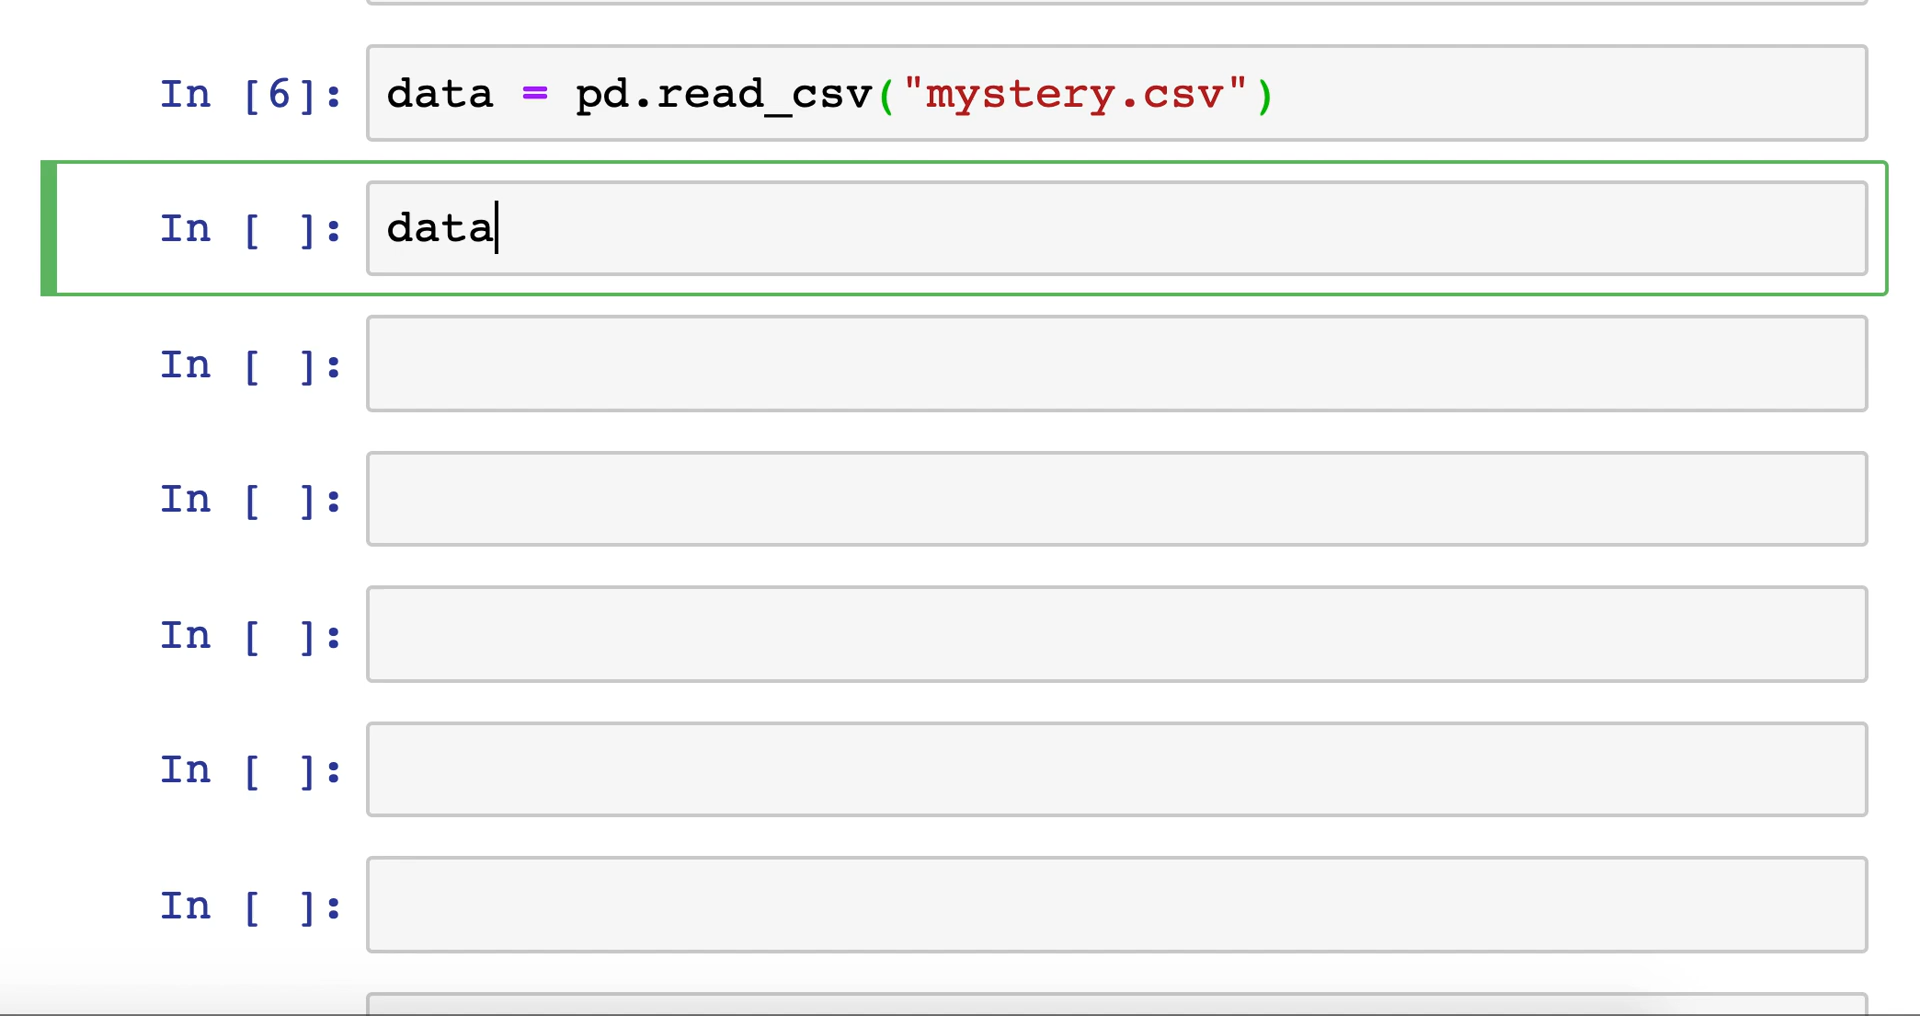 In [6]: data = pd.read_csv("mystery.csv")
In [ ]: data
In [ ]:
In [ ]:
In [ ]:
In [ ]:
In [ ]: